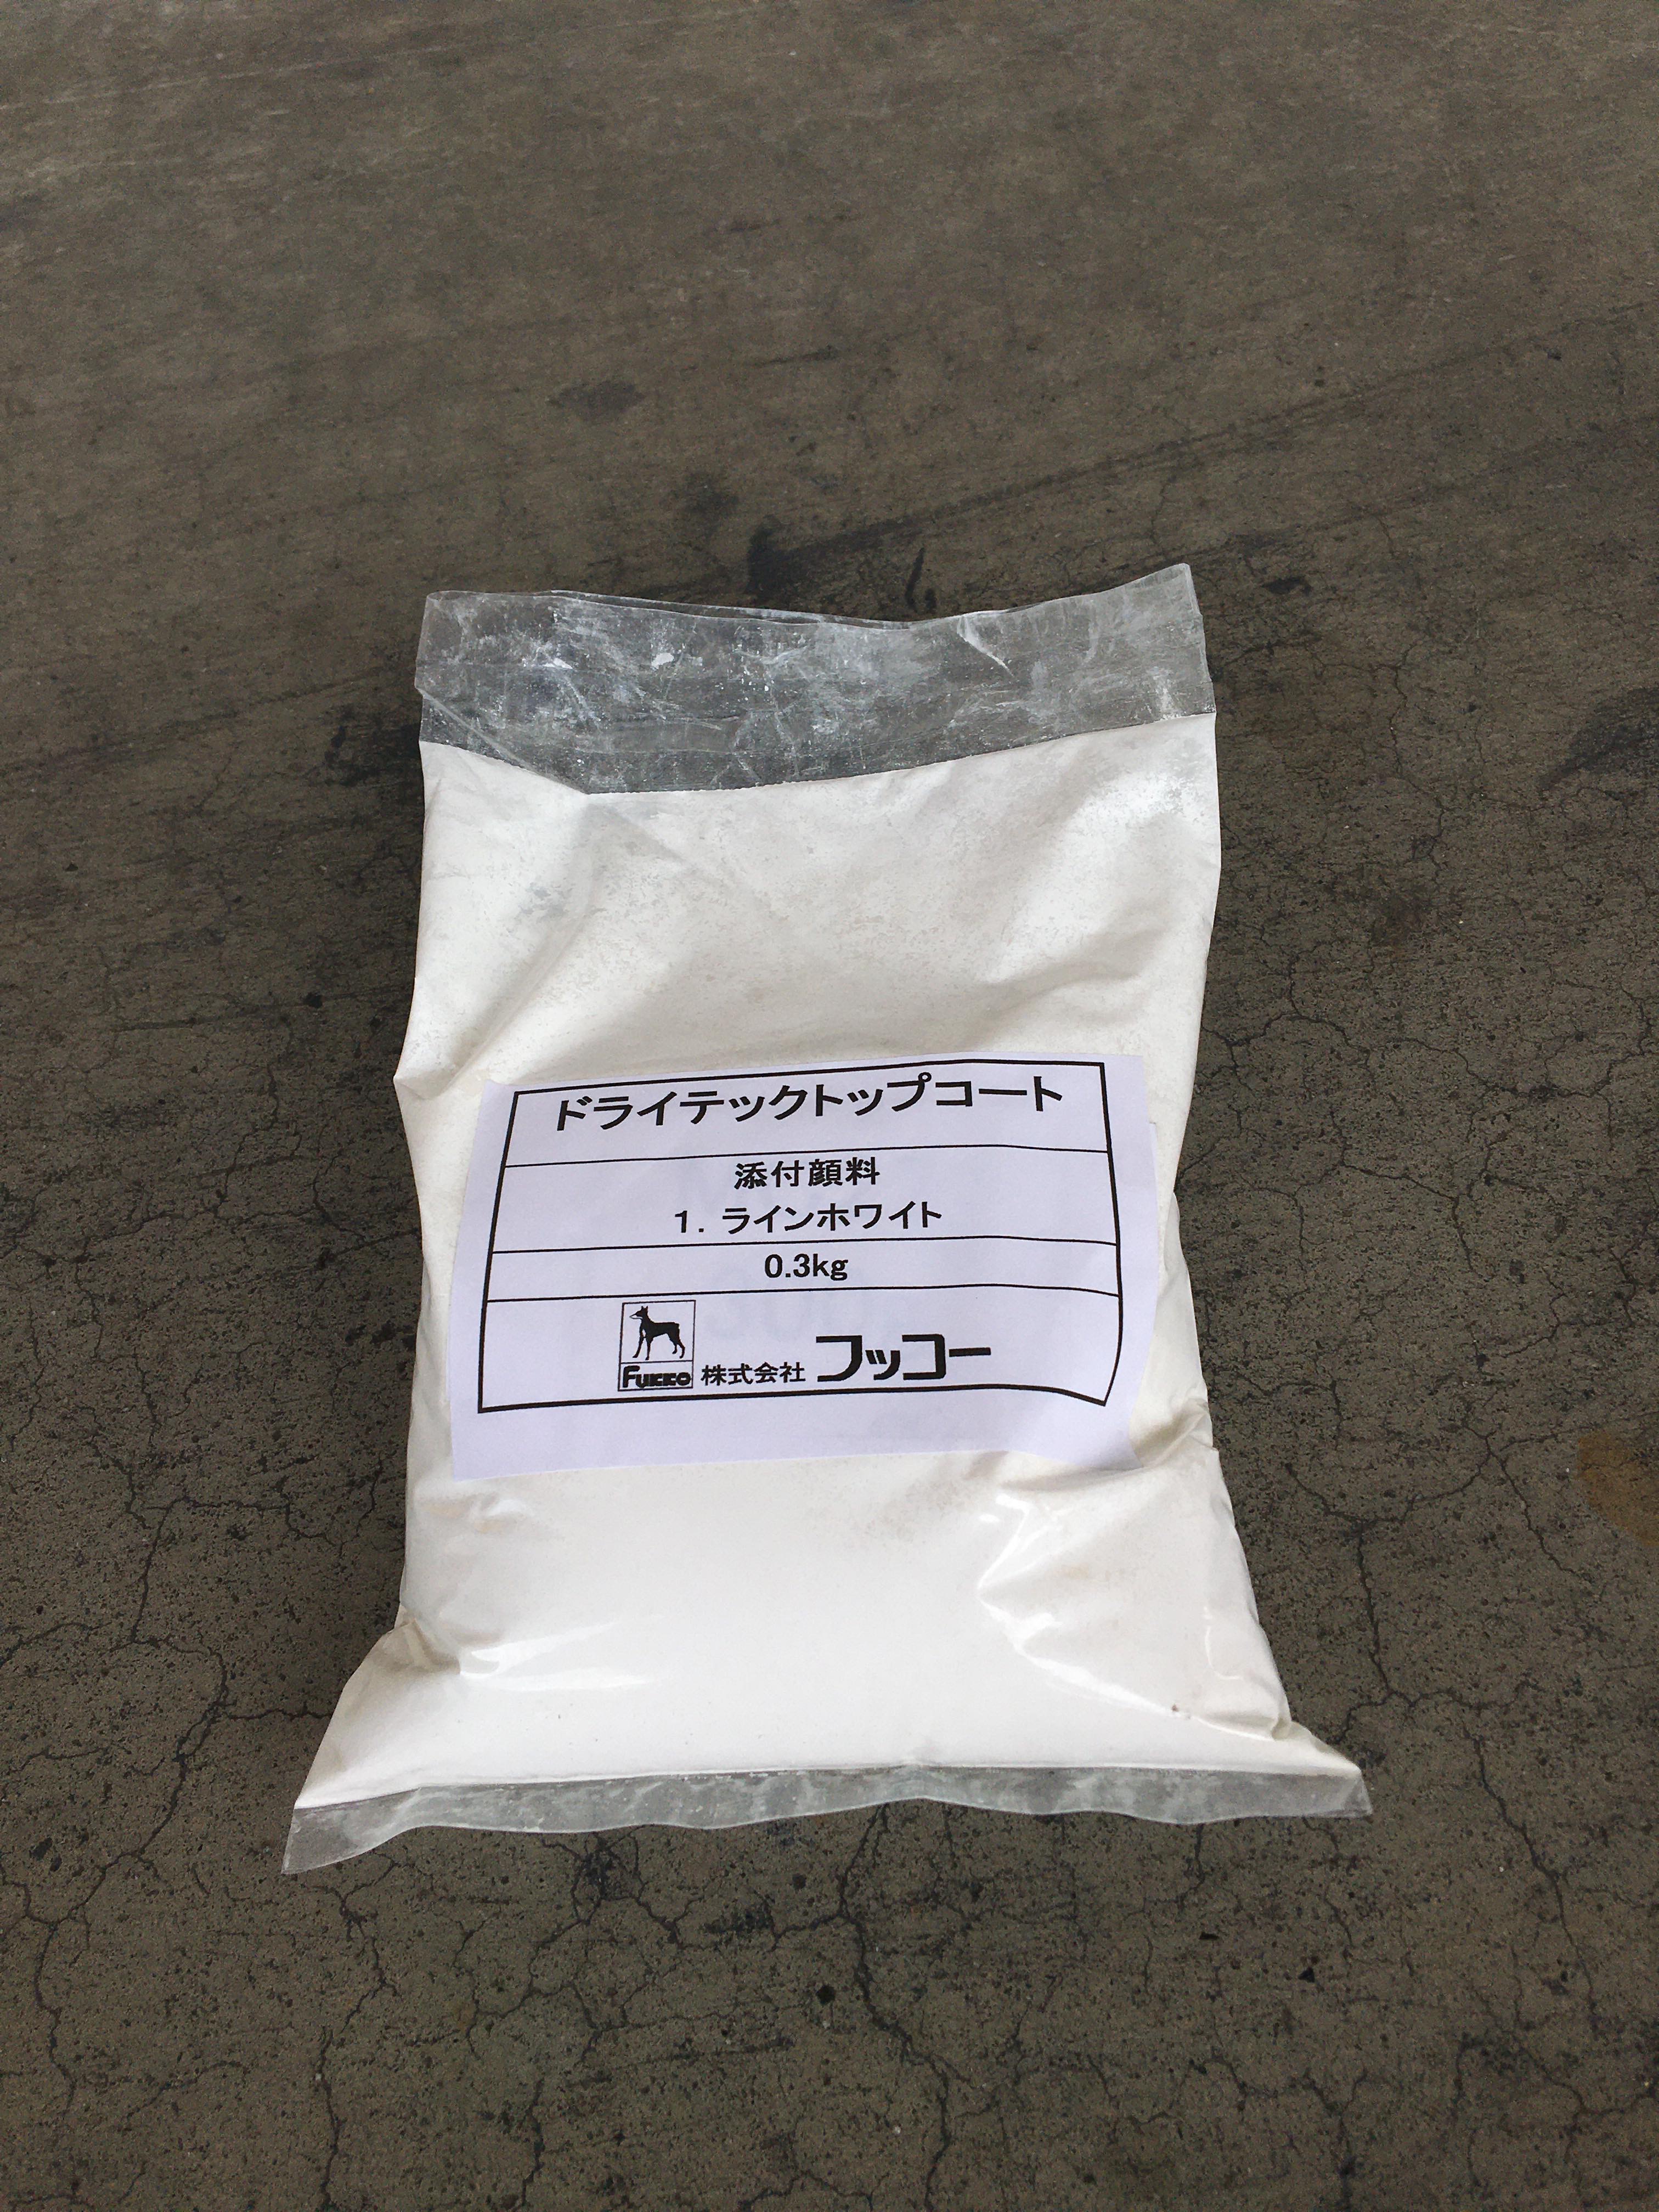 ドライテックトップコート
添付顔料
1. ラインホワイト
0.3kg
Fukko 株式会社 フッコー